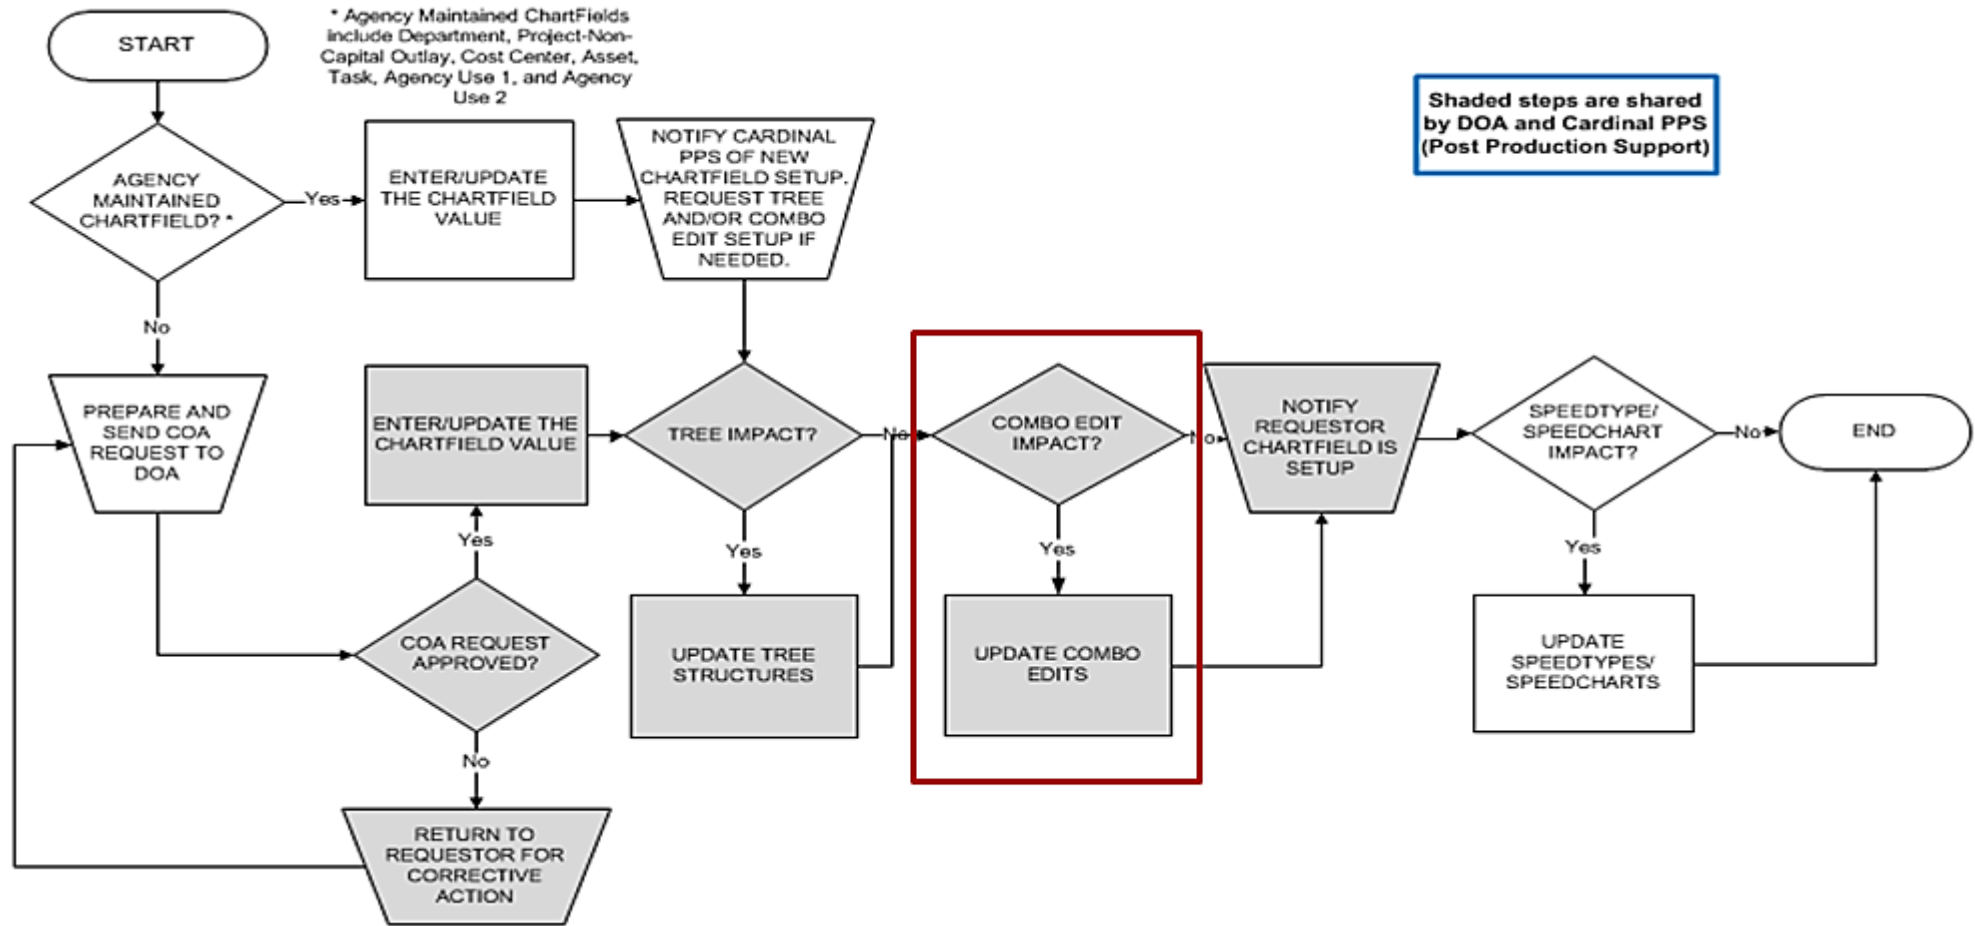 START
* Agency Maintained ChartFields
include Department, Project-Non-
Capital Outlay, Cost Center, Asset,
Task, Agency Use 1, and Agency
Use 2
Shaded steps are shared
by DOA and Cardinal PPS
(Post Production Support)
AGENCY
MAINTAINED
CHARTFIELD? *
Yes
ENTER/UPDATE
THE CHARTFIELD
VALUE
NOTIFY CARDINAL
PPS OF NEW
CHARTFIELD SETUP.
REQUEST TREE
AND/OR COMBO
EDIT SETUP IF
NEEDED.
No
PREPARE AND
SEND COA
REQUEST TO
DOA
ENTER/UPDATE THE
CHARTFIELD VALUE
TREE IMPACT?
No
COMBO EDIT
IMPACT?
No
NOTIFY
REQUESTOR
CHARTFIELD IS
SETUP
SPEEDTYPE/
SPEEDCHART
IMPACT?
No
END
Yes
Yes
Yes
Yes
COA REQUEST
APPROVED?
UPDATE TREE
STRUCTURES
UPDATE COMBO
EDITS
UPDATE
SPEEDTYPES/
SPEEDCHARTS
No
RETURN TO
REQUESTOR FOR
CORRECTIVE
ACTION